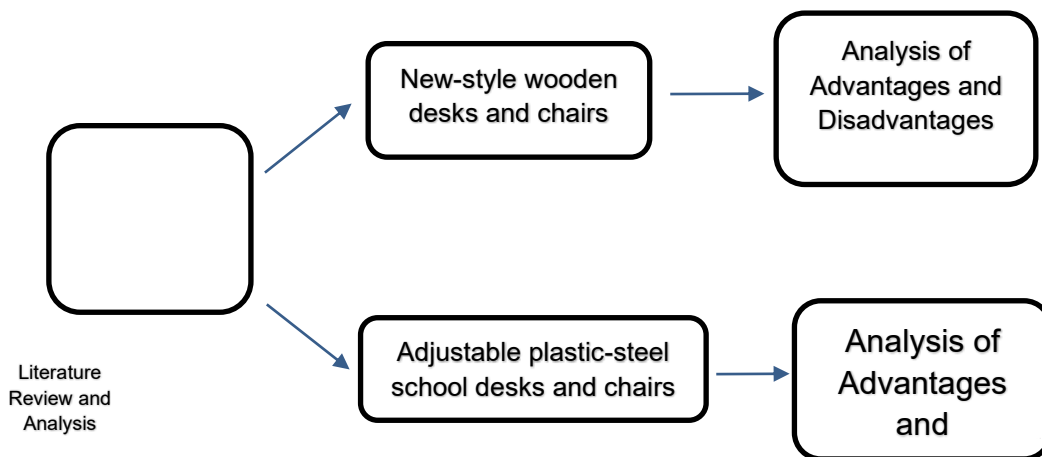 New-style wooden
desks and chairs
Analysis of
Advantages and
Disadvantages
Literature
Review and
Analysis
Adjustable plastic-steel
school desks and chairs
Analysis of
Advantages
and